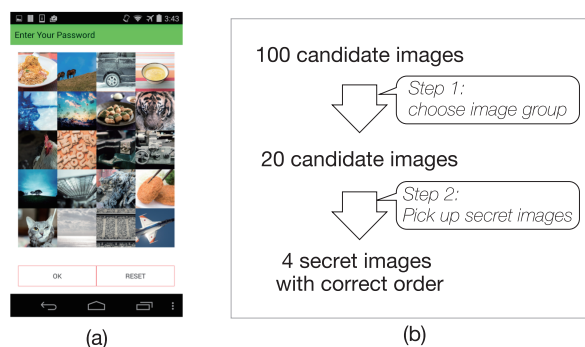 3:43
Enter Your Password
OK
RESET
(a)
100 candidate images
Step 1:
choose image group
20 candidate images
Step 2:
Pick up secret images
4 secret images
with correct order
(b)